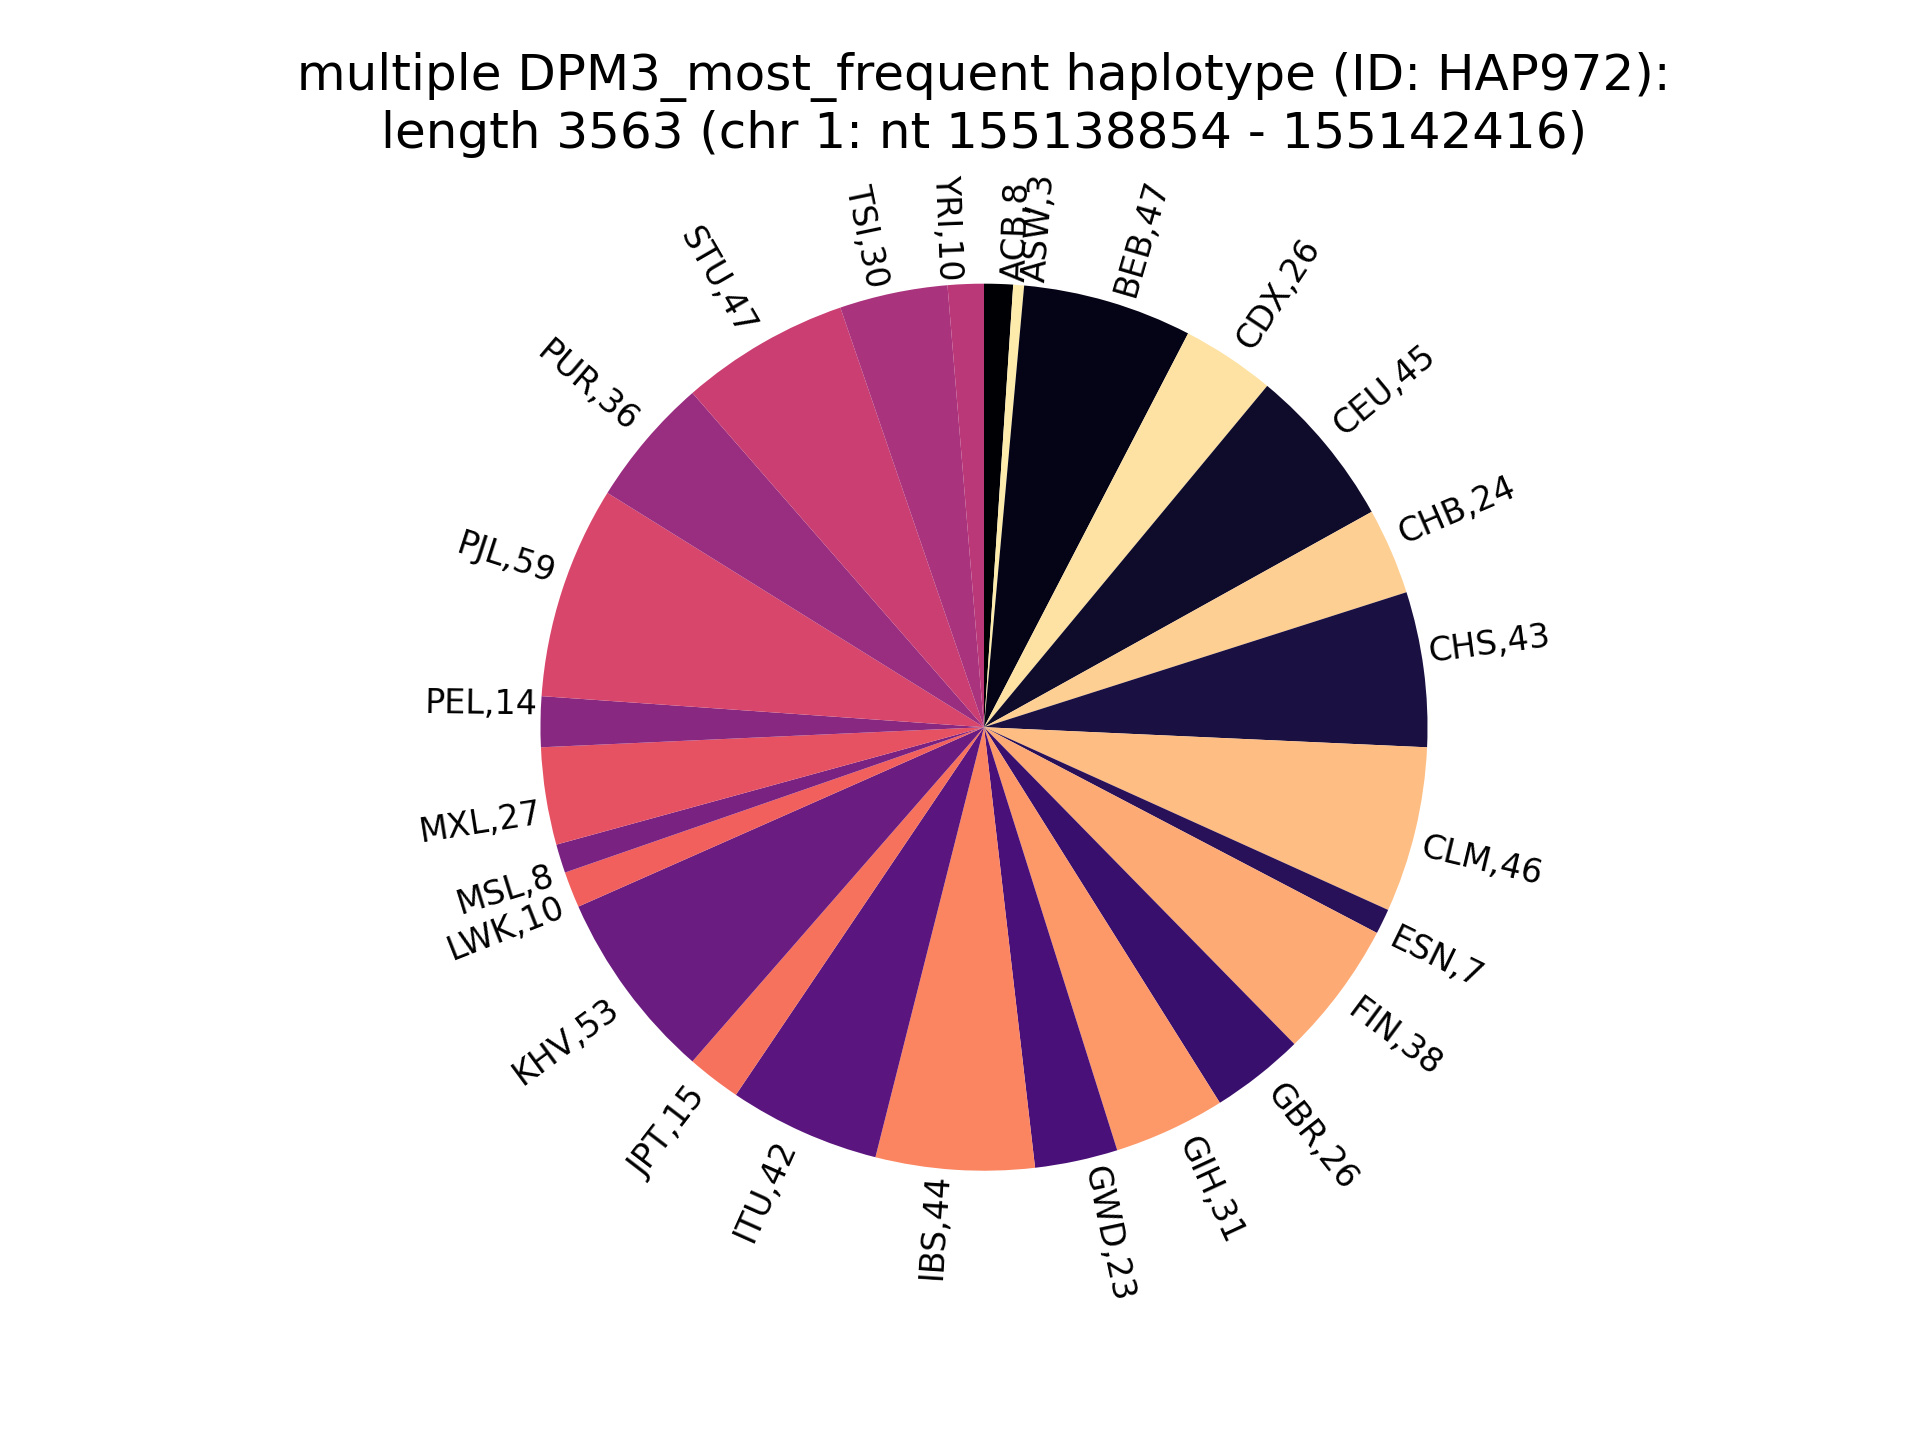 multiple DPM3_most_frequent haplotype (ID: HAP972):
length 3563 (chr 1: nt 155138854 - 155142416)
ACB,8
ASW,3
BEB,47
CDX,26
CEU,45
CHB,24
CHS,43
CLM,46
ESN,7
FIN,38
GBR,26
GIH,31
GWD,23
IBS,44
ITU,42
JPT,15
KHV,53
LWK,10
MSL,8
MXL,27
PEL,14
PJL,59
PUR,36
STU,47
TSI,30
YRI,10